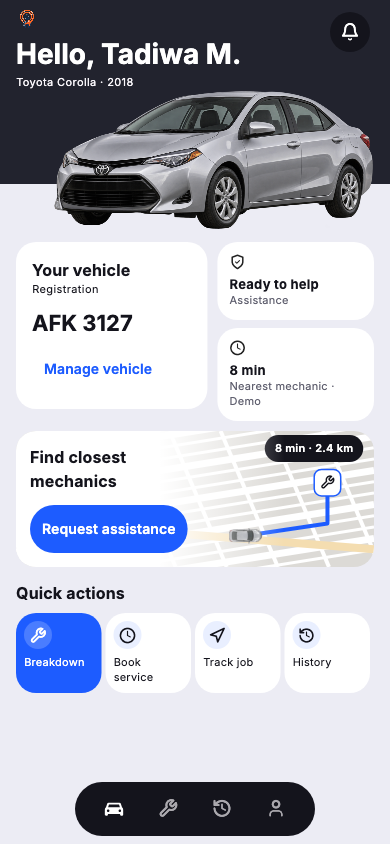 Hello, Tadiwa M.
Toyota Corolla · 2018
Your vehicle
Registration
AFK 3127
Manage vehicle
Ready to help
Assistance
8 min
Nearest mechanic ·
Demo
Find closest
mechanics
8 min · 2.4 km
Request assistance
Quick actions
Breakdown
Book
service
Track job
History